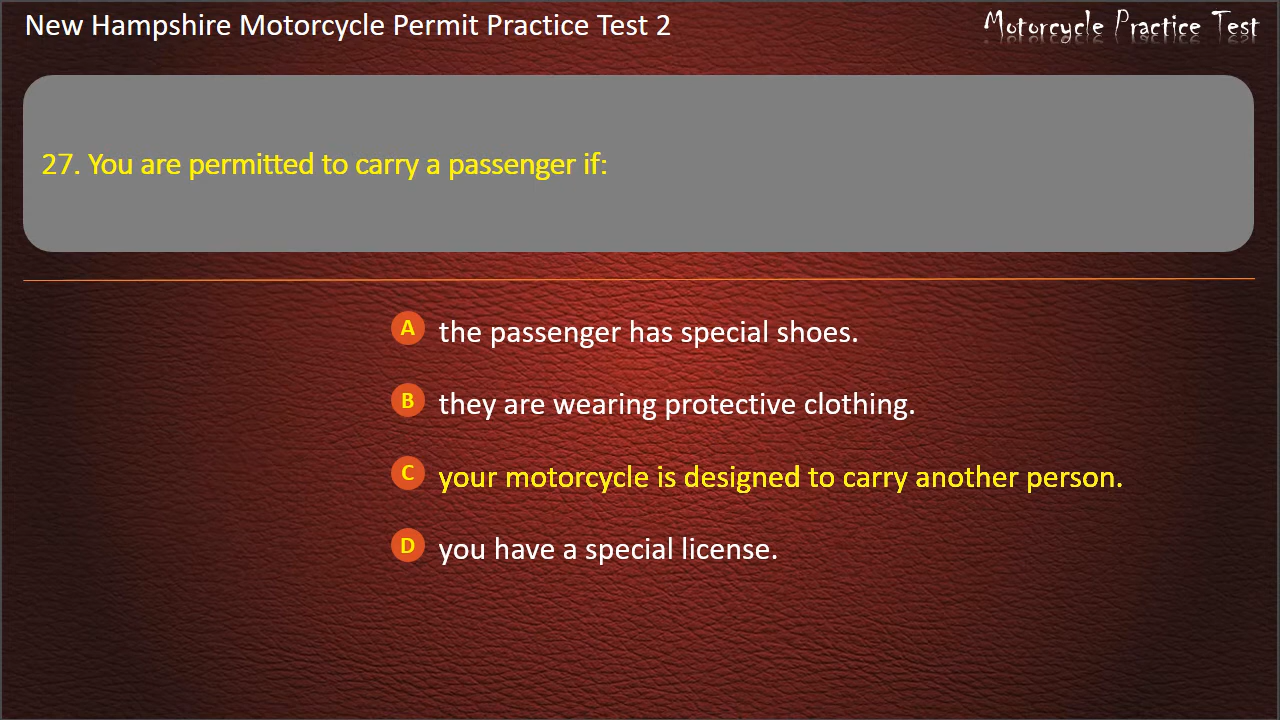 New Hampshire Motorcycle Permit Practice Test 2
Motorcycle Practice Test
27. You are permitted to carry a passenger if:
A the passenger has special shoes.
B they are wearing protective clothing.
C your motorcycle is designed to carry another person.
D you have a special license.